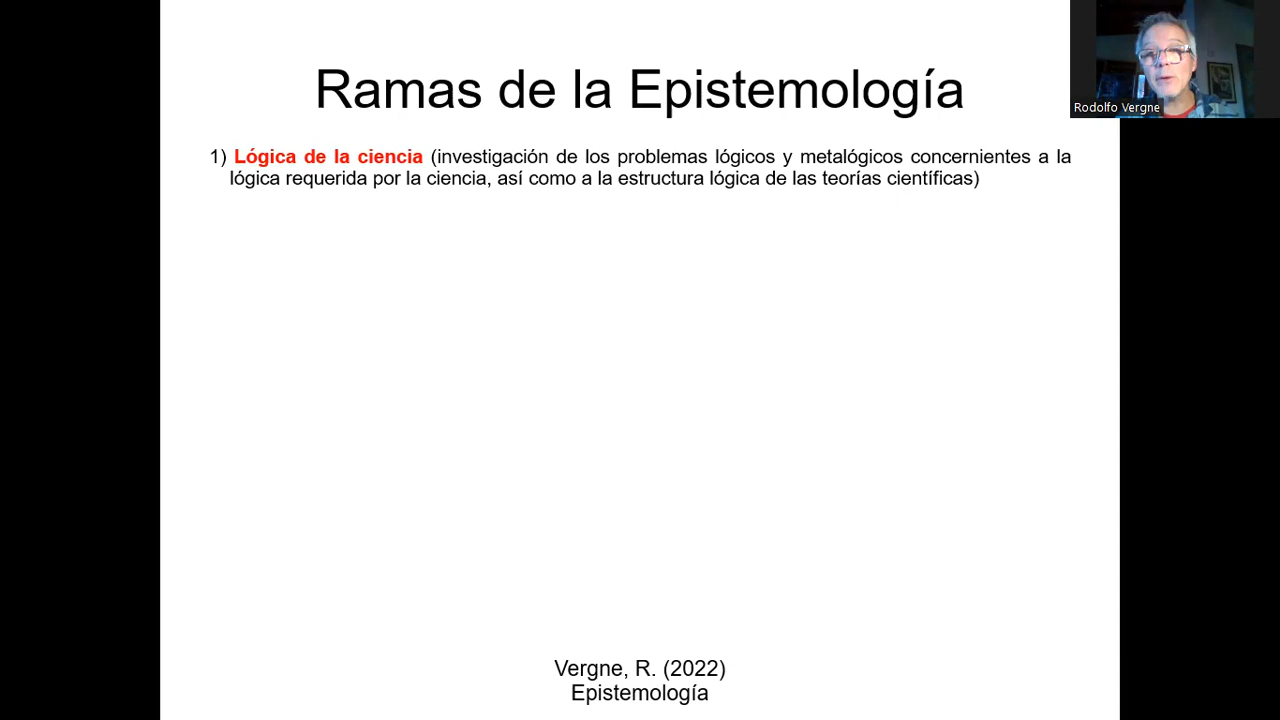 Ramas de la Epistemología
Rodolfo Vergne
1) Lógica de la ciencia (investigación de los problemas lógicos y metalógicos concernientes a la
lógica requerida por la ciencia, así como a la estructura lógica de las teorías científicas)
Vergne, R. (2022)
Epistemología